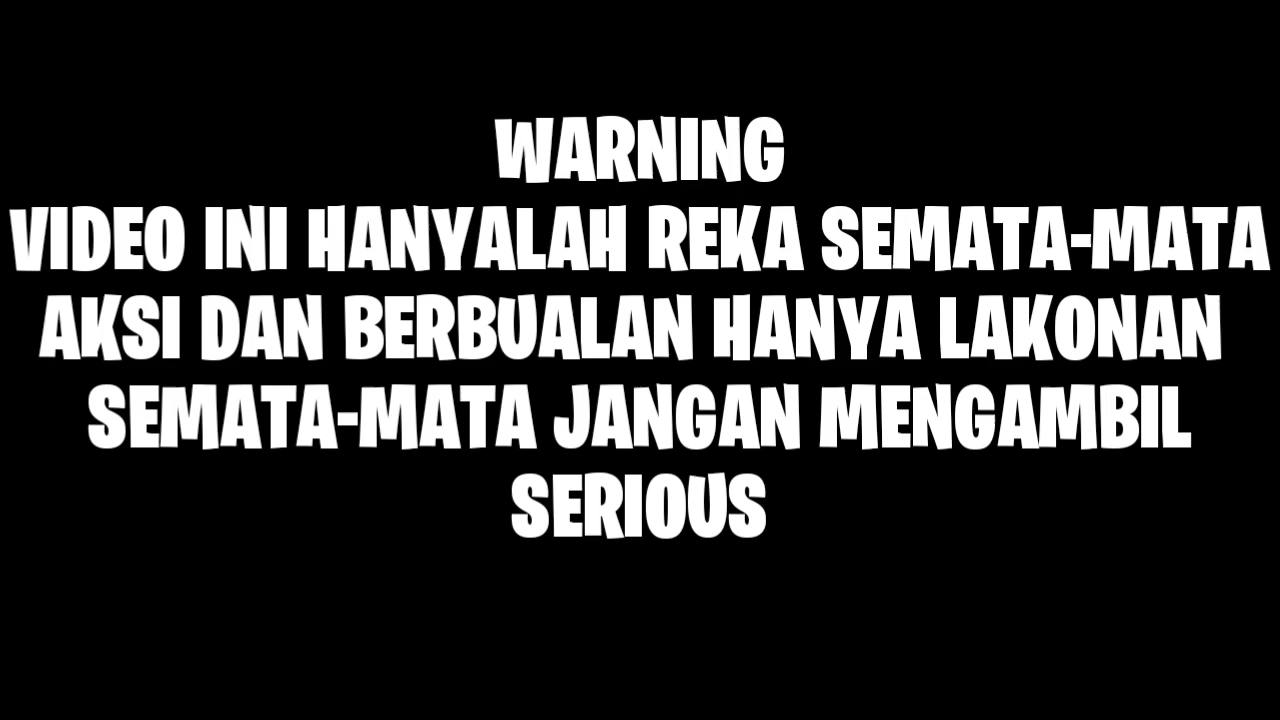 WARNING
VIDEO INI HANYALAH REKA SEMATA-MATA
AKSI DAN BERBUALAN HANYA LAKONAN
SEMATA-MATA JANGAN MENGAMBIL
SERIOUS